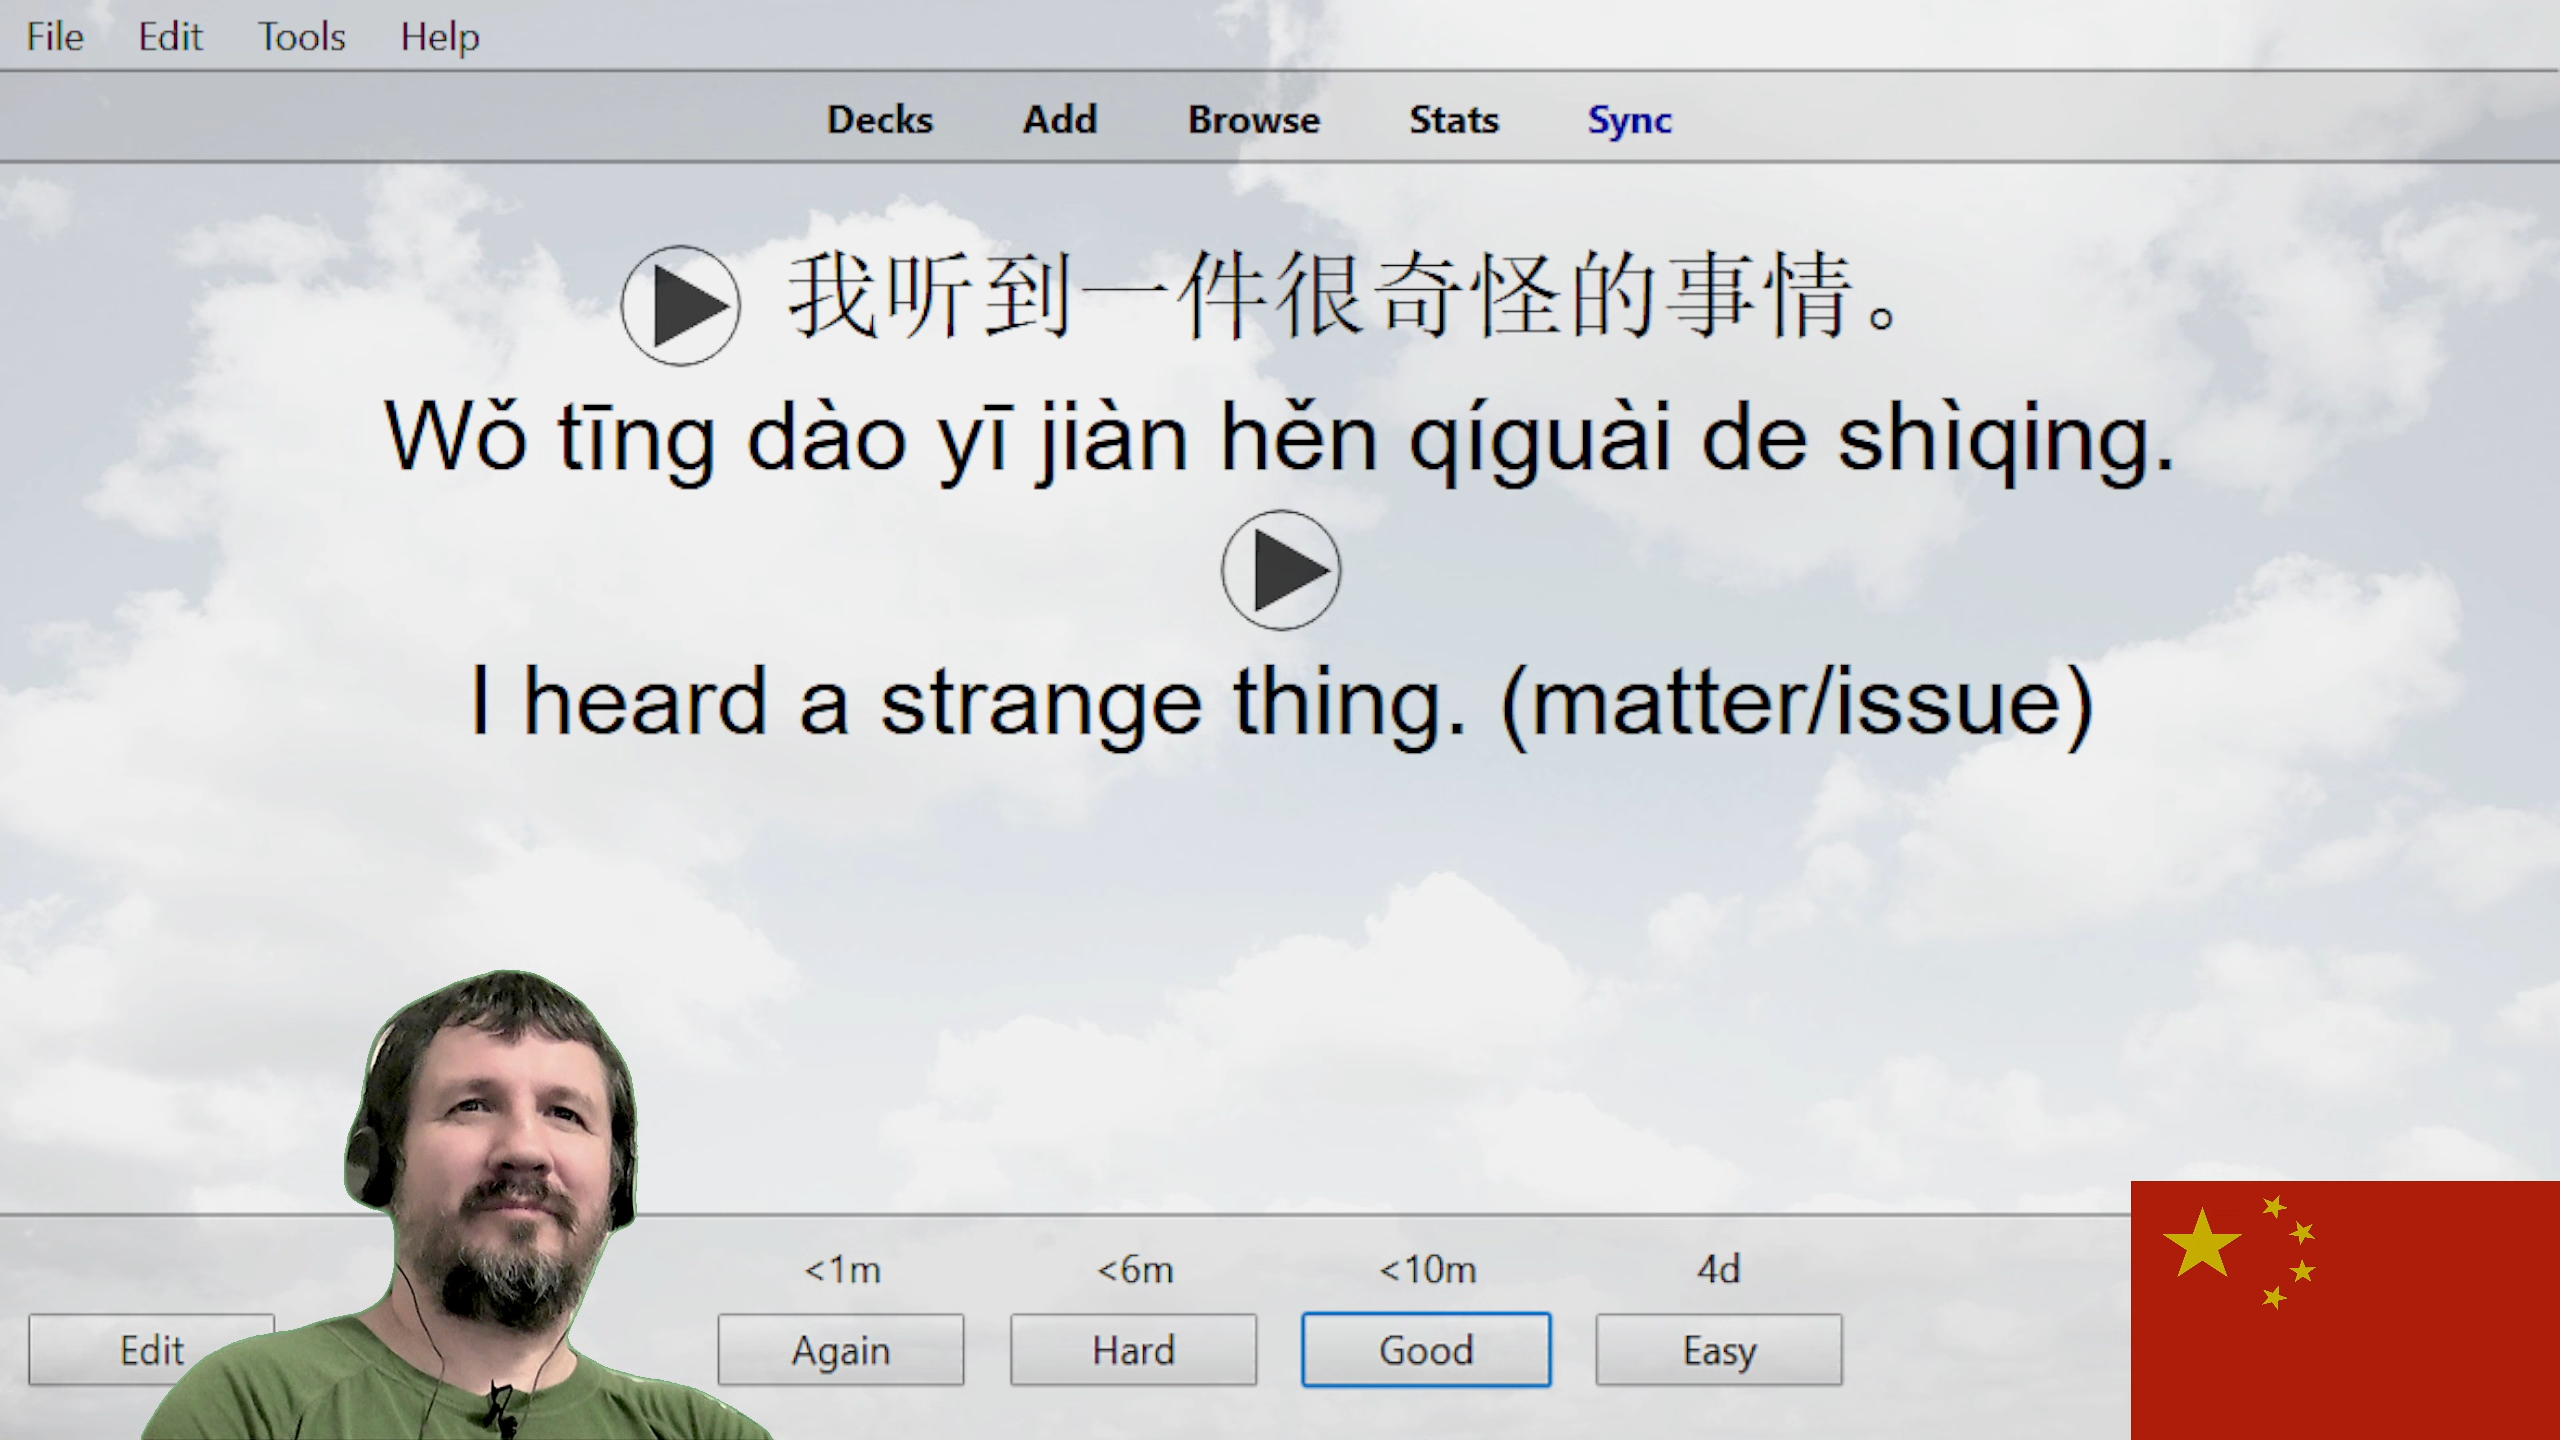 File Edit Tools Help
Decks Add Browse Stats Sync
我听到一件很奇怪的事情。
Wǒ tīng dào yī jiàn hěn qíguài de shìqing.
I heard a strange thing. (matter/issue)
<1m <6m <10m 4d
Edit Again Hard Good Easy